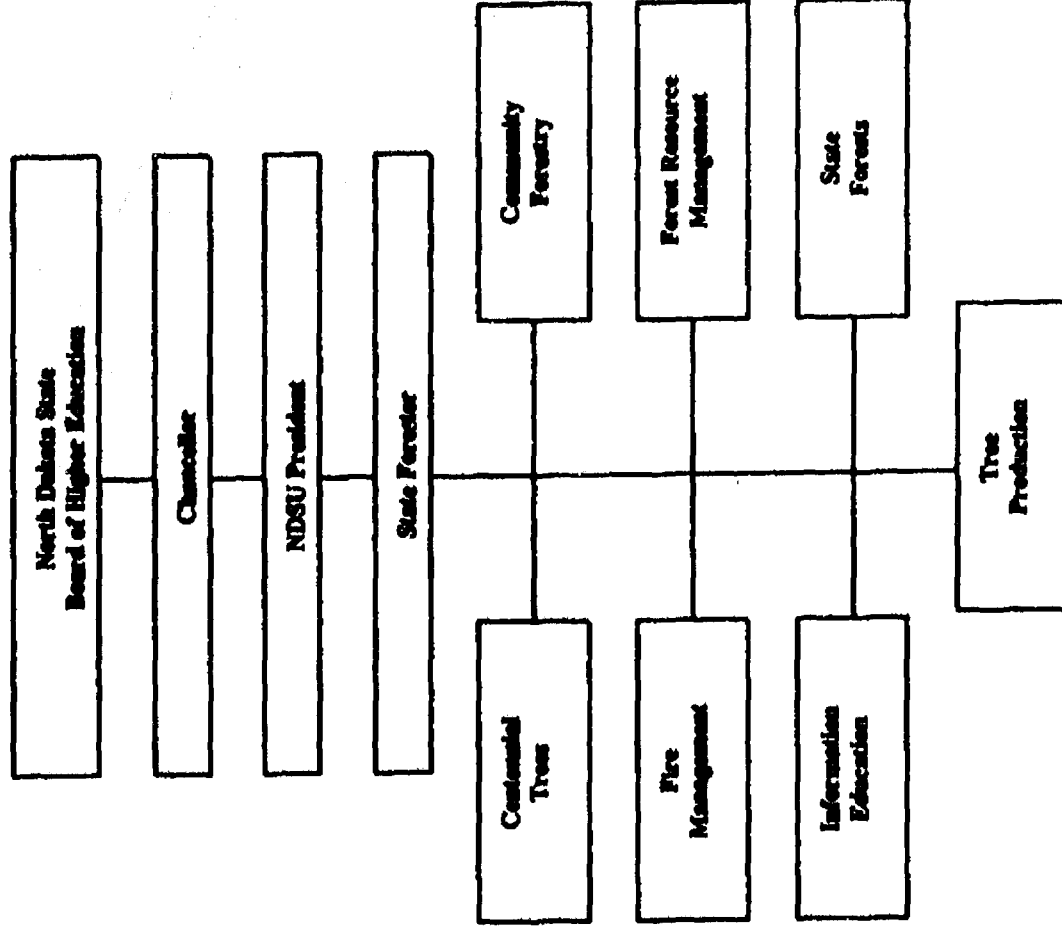 North Dakota State
Board of Higher Education
Chancellor
NDSU President
State Forester
Centennial
Trees
Community
Forestry
Fire
Management
Forest Resource
Management
Information
Education
State
Forests
Tree
Production